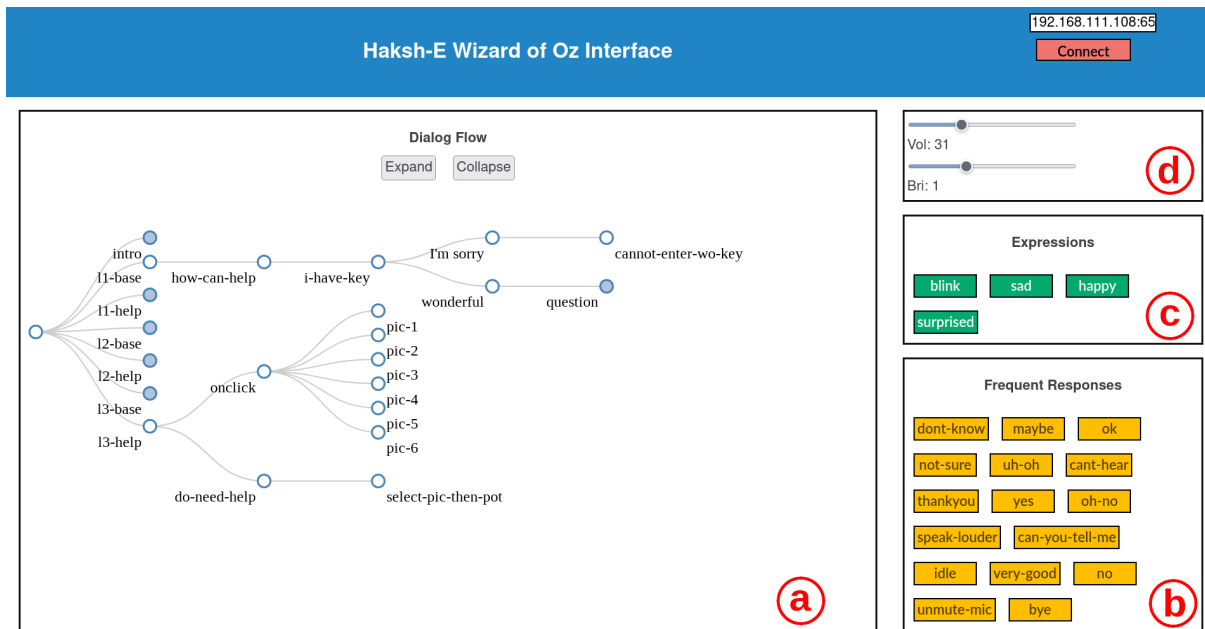 192.168.111.108:65
Haksh-E Wizard of Oz Interface
Connect
Dialog Flow
Expand Collapse
intro
l1-base
l1-help
l2-base
l2-help
l3-base
l3-help
how-can-help
i-have-key
I'm sorry
cannot-enter-wo-key
wonderful
question
onclick
pic-1
pic-2
pic-3
pic-4
pic-5
pic-6
do-need-help
select-pic-then-pot
a
Vol: 31
Bri: 1
d
Expressions
blink sad happy
surprised
c
Frequent Responses
dont-know maybe ok
not-sure uh-oh cant-hear
thankyou yes oh-no
speak-louder can-you-tell-me
idle very-good no
unmute-mic bye
b